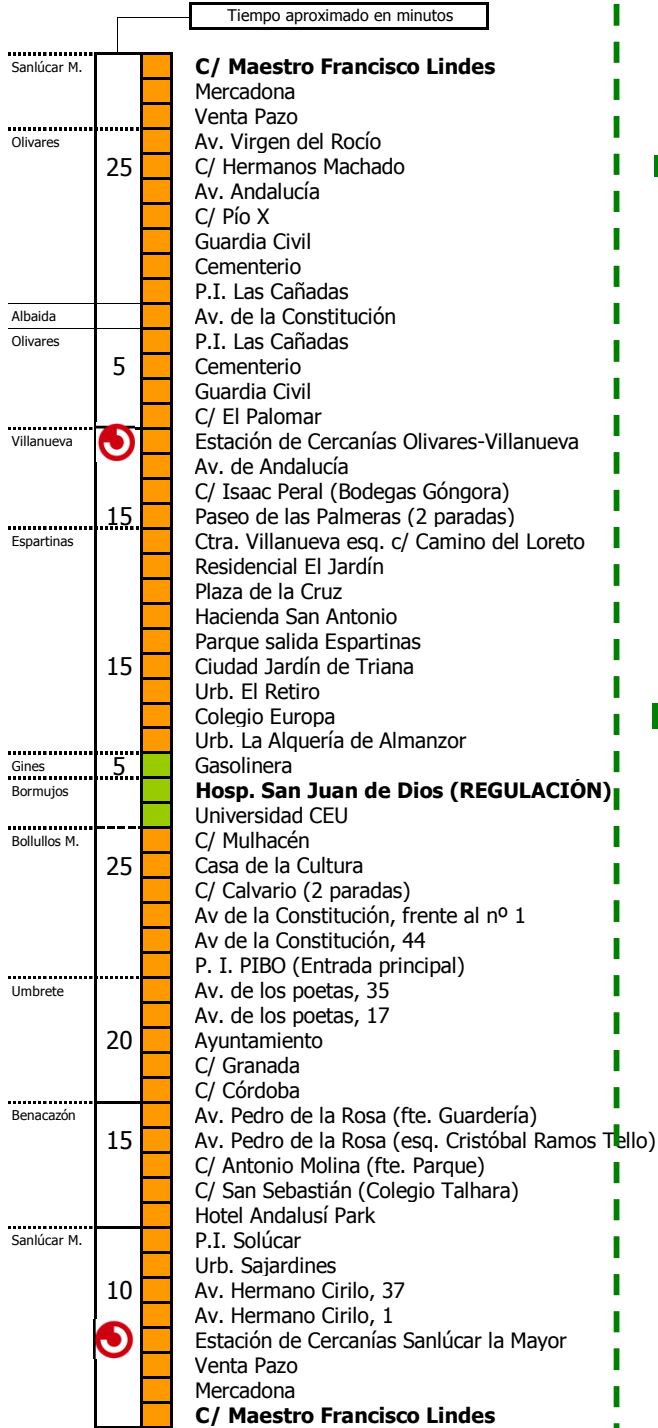 Tiempo aproximado en minutos
Sanlúcar M.
C/ Maestro Francisco Lindes
Mercadona
Venta Pazo
Olivares
Av. Virgen del Rocío
25
C/ Hermanos Machado
Av. Andalucía
C/ Pío X
Guardia Civil
Cementerio
P.I. Las Cañadas
Albaida
Av. de la Constitución
Olivares
P.I. Las Cañadas
5
Cementerio
Guardia Civil
C/ El Palomar
Villanueva
Estación de Cercanías Olivares-Villanueva
Av. de Andalucía
C/ Isaac Peral (Bodegas Góngora)
15
Paseo de las Palmeras (2 paradas)
Espartinas
Ctra. Villanueva esq. c/ Camino del Loreto
Residencial El Jardín
Plaza de la Cruz
Hacienda San Antonio
Parque salida Espartinas
15
Ciudad Jardín de Triana
Urb. El Retiro
Colegio Europa
Urb. La Alquería de Almanzor
Gines
5
Gasolinera
Bormujos
Hosp. San Juan de Dios (REGULACIÓN)
Universidad CEU
Bollullos M.
C/ Mulhacén
25
Casa de la Cultura
C/ Calvario (2 paradas)
Av de la Constitución, frente al nº 1
Av de la Constitución, 44
P. I. PIBO (Entrada principal)
Umbrete
Av. de los poetas, 35
Av. de los poetas, 17
20
Ayuntamiento
C/ Granada
C/ Córdoba
Benacazón
Av. Pedro de la Rosa (fte. Guardería)
15
Av. Pedro de la Rosa (esq. Cristóbal Ramos Tello)
C/ Antonio Molina (fte. Parque)
C/ San Sebastián (Colegio Talhara)
Hotel Andalusí Park
Sanlúcar M.
P.I. Solúcar
Urb. Sajardines
10
Av. Hermano Cirilo, 37
Av. Hermano Cirilo, 1
Estación de Cercanías Sanlúcar la Mayor
Venta Pazo
Mercadona
C/ Maestro Francisco Lindes